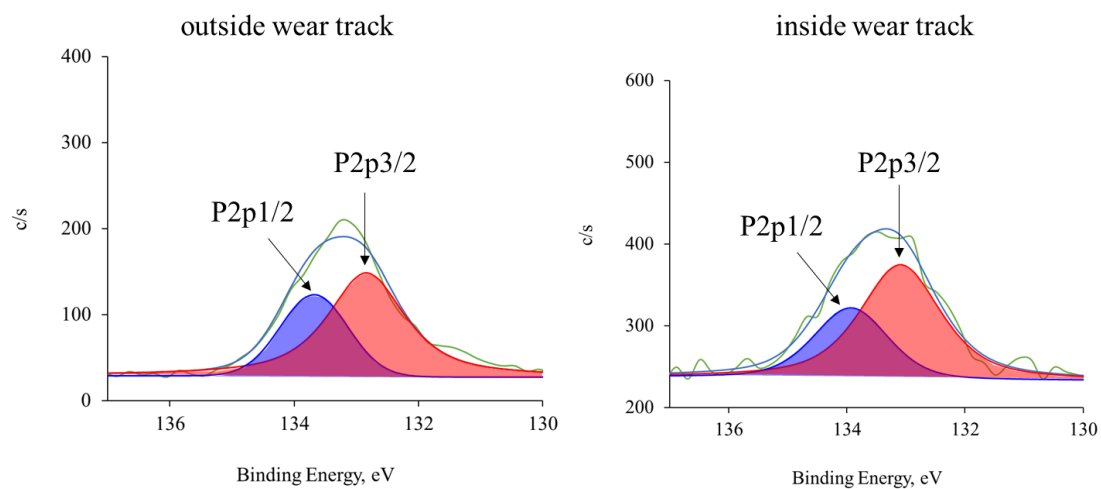 outside wear track
400
300
200
100
0
c/s
P2p3/2
P2p1/2
136
134
132
130
Binding Energy, eV
inside wear track
600
500
400
300
200
c/s
P2p3/2
P2p1/2
136
134
132
130
Binding Energy, eV